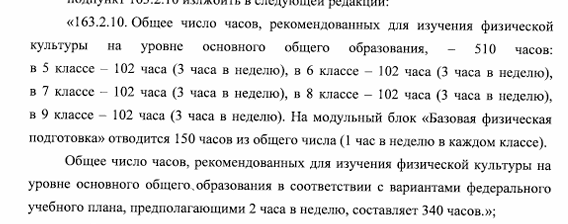 подпункт 163.2.10 изложить в следующей редакции:
«163.2.10. Общее число часов, рекомендованных для изучения физической
культуры на уровне основного общего образования, – 510 часов:
в 5 классе – 102 часа (3 часа в неделю), в 6 классе – 102 часа (3 часа в неделю),
в 7 классе – 102 часа (3 часа в неделю), в 8 классе – 102 часа (3 часа в неделю),
в 9 классе – 102 часа (3 часа в неделю). На модульный блок «Базовая физическая
подготовка» отводится 150 часов из общего числа (1 час в неделю в каждом классе).
Общее число часов, рекомендованных для изучения физической культуры на
уровне основного общего образования в соответствии с вариантами федерального
учебного плана, предполагающими 2 часа в неделю, составляет 340 часов.»;